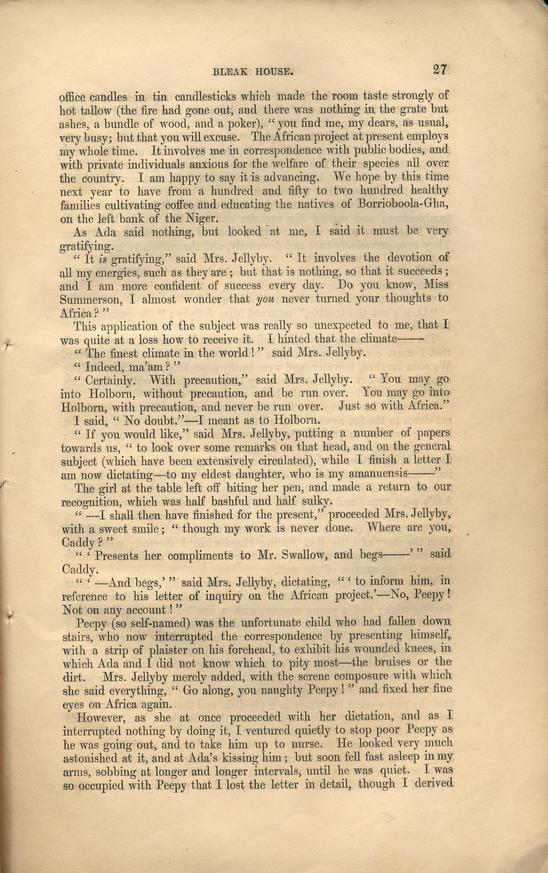 BLEAK HOUSE. 27
office candles in tin candlesticks which made the room taste strongly of
hot tallow (the fire had gone out, and there was nothing in the grate but
ashes, a bundle of wood, and a poker), “ you find me, my dears, as usual,
very busy; but that you will excuse. The African project at present employs
my whole time. It involves me in correspondence with public bodies, and
with private individuals anxious for the welfare of their species all over
the country. I am happy to say it is advancing. We hope by this time
next year to have from a hundred and fifty to two hundred healthy
families cultivating coffee and educating the natives of Borrioboola-Gha,
on the left bank of the Niger.
As Ada said nothing, but looked at me, I said it must be very
gratifying.
“ It is gratifying,” said Mrs. Jellyby. “ It involves the devotion of
all my energies, such as they are ; but that is nothing, so that it succeeds ;
and I am more confident of success every day. Do you know, Miss
Summerson, I almost wonder that you never turned your thoughts to
Africa ? ”
This application of the subject was really so unexpected to me, that I
was quite at a loss how to receive it. I hinted that the climate——
“ The finest climate in the world ! ” said Mrs. Jellyby.
“ Indeed, ma'am ? ”
“ Certainly. With precaution,” said Mrs. Jellyby. “ You may go
into Holborn, without precaution, and be run over. You may go into
Holborn, with precaution, and never be run over. Just so with Africa.”
I said, “ No doubt.”—I meant as to Holborn.
“ If you would like,” said Mrs. Jellyby, putting a number of papers
towards us, “ to look over some remarks on that head, and on the general
subject (which have been extensively circulated), while I finish a letter I
am now dictating—to my eldest daughter, who is my amanuensis——”
The girl at the table left off biting her pen, and made a return to our
recognition, which was half bashful and half sulky.
“ —I shall then have finished for the present,” proceeded Mrs. Jellyby,
with a sweet smile ; “ though my work is never done. Where are you,
Caddy ? ”
“ ‘ Presents her compliments to Mr. Swallow, and begs——’ ” said
Caddy.
“ ‘ —And begs,’ ” said Mrs. Jellyby, dictating, “ ‘ to inform him, in
reference to his letter of inquiry on the African project.’—No, Peepy !
Not on any account ! ”
Peepy (so self-named) was the unfortunate child who had fallen down
stairs, who now interrupted the correspondence by presenting himself,
with a strip of plaister on his forehead, to exhibit his wounded knees, in
which Ada and I did not know which to pity most—the bruises or the
dirt. Mrs. Jellyby merely added, with the serene composure with which
she said everything, “ Go along, you naughty Peepy ! ” and fixed her fine
eyes on Africa again.
However, as she at once proceeded with her dictation, and as I
interrupted nothing by doing it, I ventured quietly to stop poor Peepy as
he was going out, and to take him up to nurse. He looked very much
astonished at it, and at Ada's kissing him ; but soon fell fast asleep in my
arms, sobbing at longer and longer intervals, until he was quiet. I was
so occupied with Peepy that I lost the letter in detail, though I derived